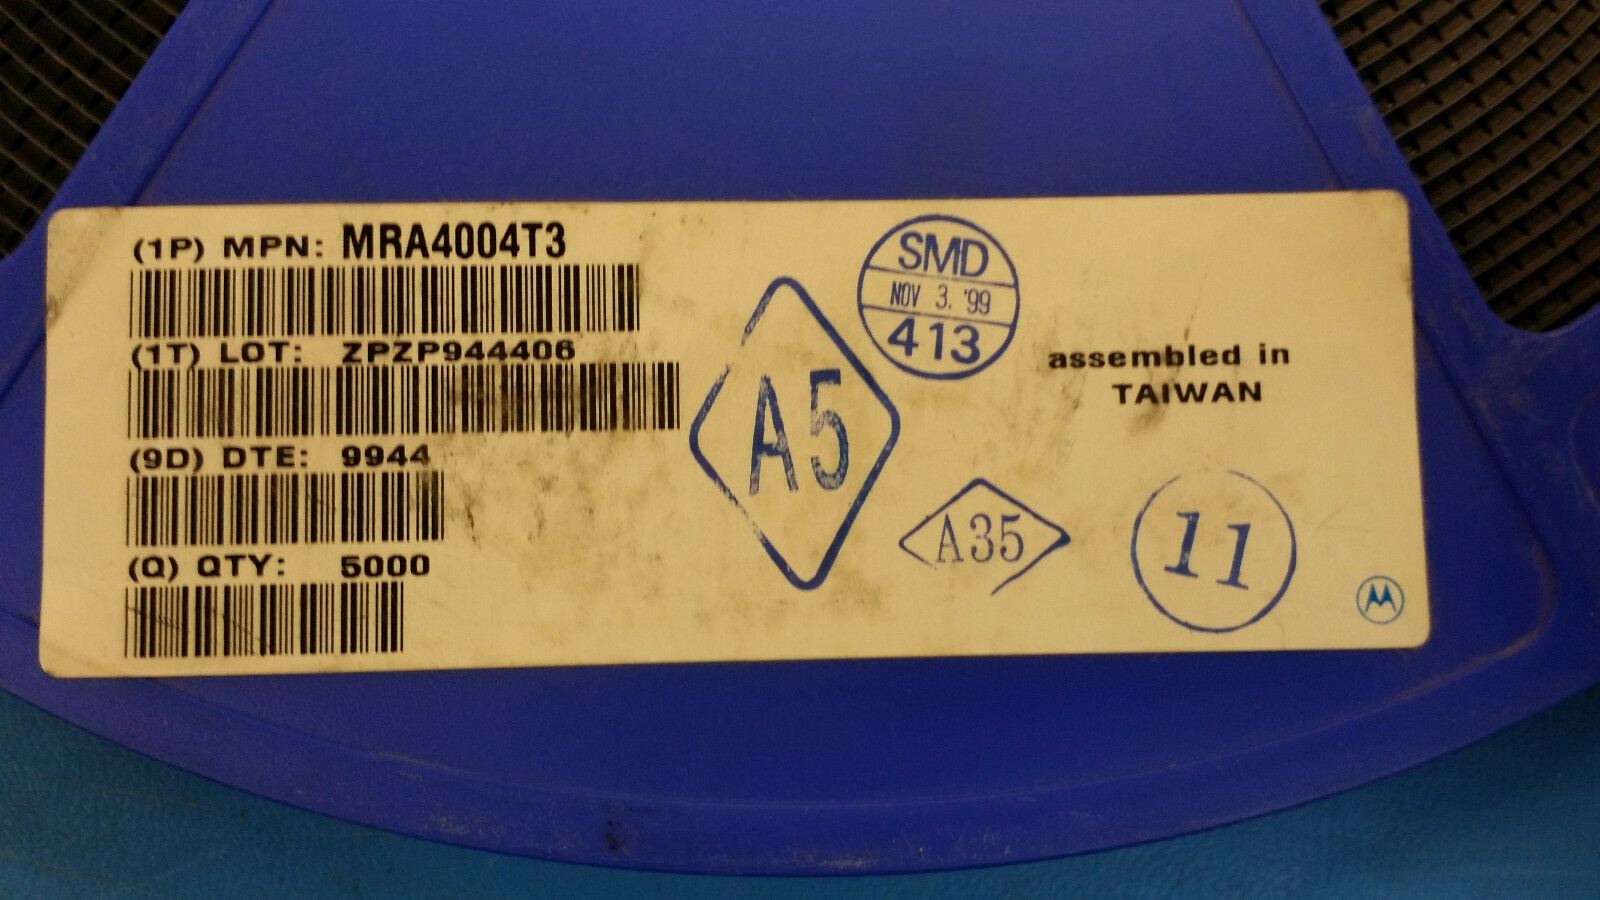 (1P) MPN: MRA4004T3
(1T) LOT: ZPZP944406
(9D) DTE: 9944
(Q) QTY: 5000
A5
SMD
NOV 3. '99
413
assembled in
TAIWAN
A35
11